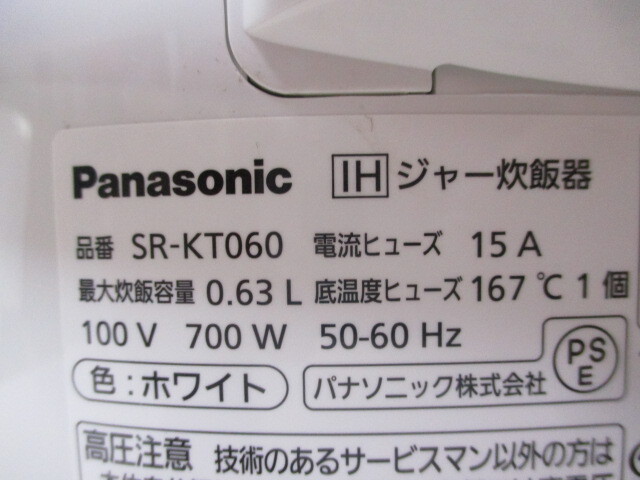 Panasonic IH ジャー炊飯器
品番 SR-KT060 電流ヒューズ 15 A
最大炊飯容量 0.63 L 底温度ヒューズ 167 ℃ 1 個
100 V 700 W 50-60 Hz
PSE
色：ホワイト パナソニック株式会社
高圧注意 技術のあるサービスマン以外の方は